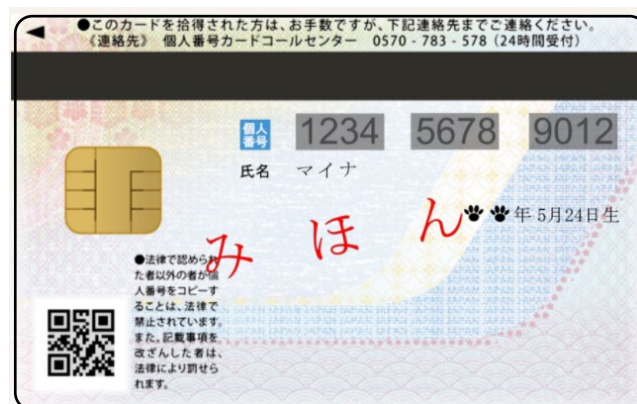 ●このカードを拾得された方は、お手数ですが、下記連絡先までご連絡ください。
《連絡先》 個人番号カードコールセンター 0570 - 783 - 578（24時間受付）
個人番号 1234 5678 9012
氏名 マイナ
年 5月24日生
みほん
●法律で認められ
た者以外の者が個
人番号をコピーす
ることは、法律で
禁止されています。
また、記載事項を
改ざんした者は、
法律により罰せら
れます。